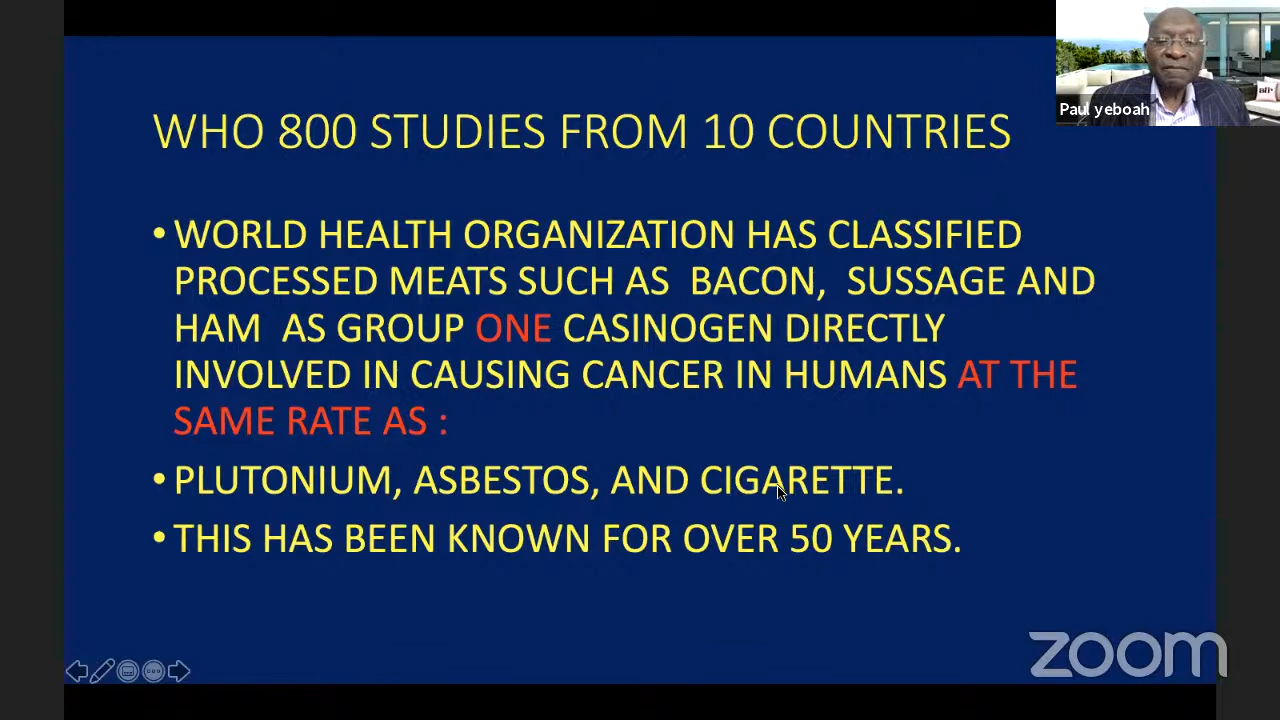 Paul yeboah
WHO 800 STUDIES FROM 10 COUNTRIES
• WORLD HEALTH ORGANIZATION HAS CLASSIFIED
PROCESSED MEATS SUCH AS BACON, SUSSAGE AND
HAM AS GROUP ONE CASINOGEN DIRECTLY
INVOLVED IN CAUSING CANCER IN HUMANS AT THE
SAME RATE AS :
• PLUTONIUM, ASBESTOS, AND CIGARETTE.
• THIS HAS BEEN KNOWN FOR OVER 50 YEARS.
zoom